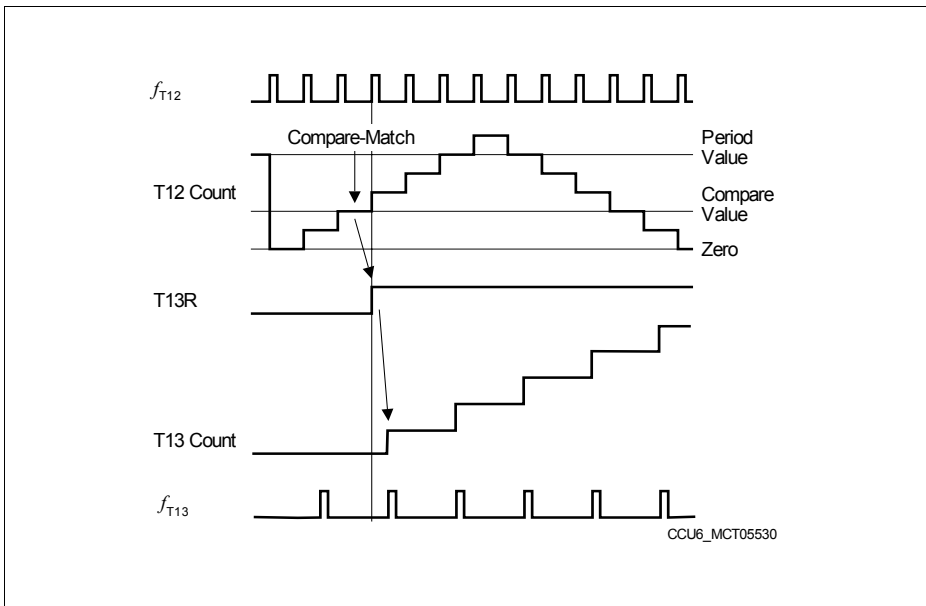 fT12
Compare-Match
Period
Value
T12 Count
Compare
Value
Zero
T13R
T13 Count
fT13
CCU6_MCT05530